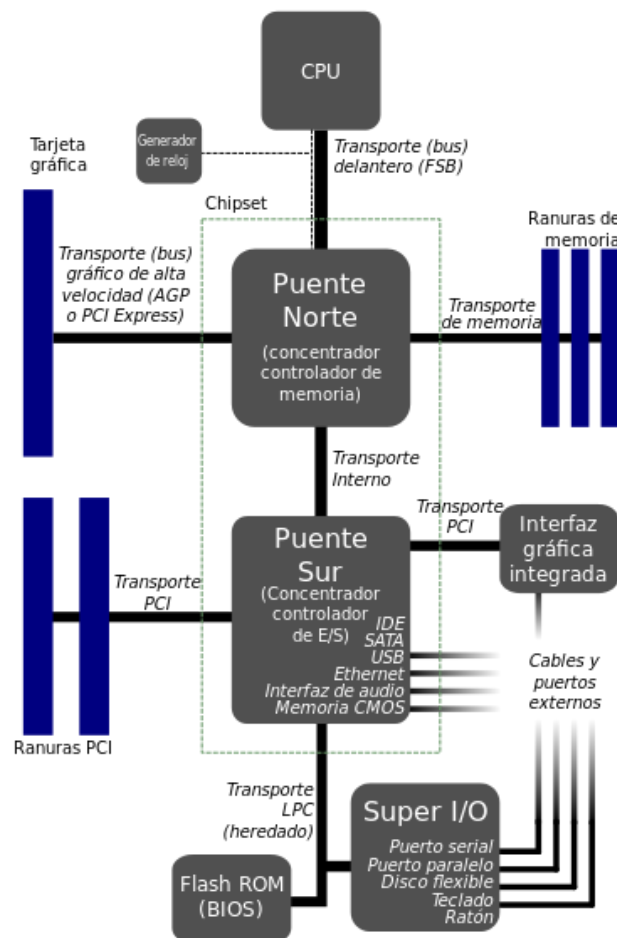 CPU
Generador
de reloj
Tarjeta
gráfica
Transporte (bus)
delantero (FSB)
Chipset
Ranuras de
memoria
Transporte (bus)
gráfico de alta
velocidad (AGP
o PCI Express)
Puente
Norte
(concentrador
controlador de
memoria)
Transporte
de memoria
Transporte
Interno
Transporte
PCI
Puente
Sur
(Concentrador
controlador
de E/S)
IDE
SATA
USB
Ethernet
Interfaz de audio
Memoria CMOS
Transporte
PCI
Interfaz
gráfica
integrada
Cables y
puertos
externos
Ranuras PCI
Transporte
LPC
(heredado)
Super I/O
Puerto serial
Puerto paralelo
Disco flexible
Teclado
Ratón
Flash ROM
(BIOS)